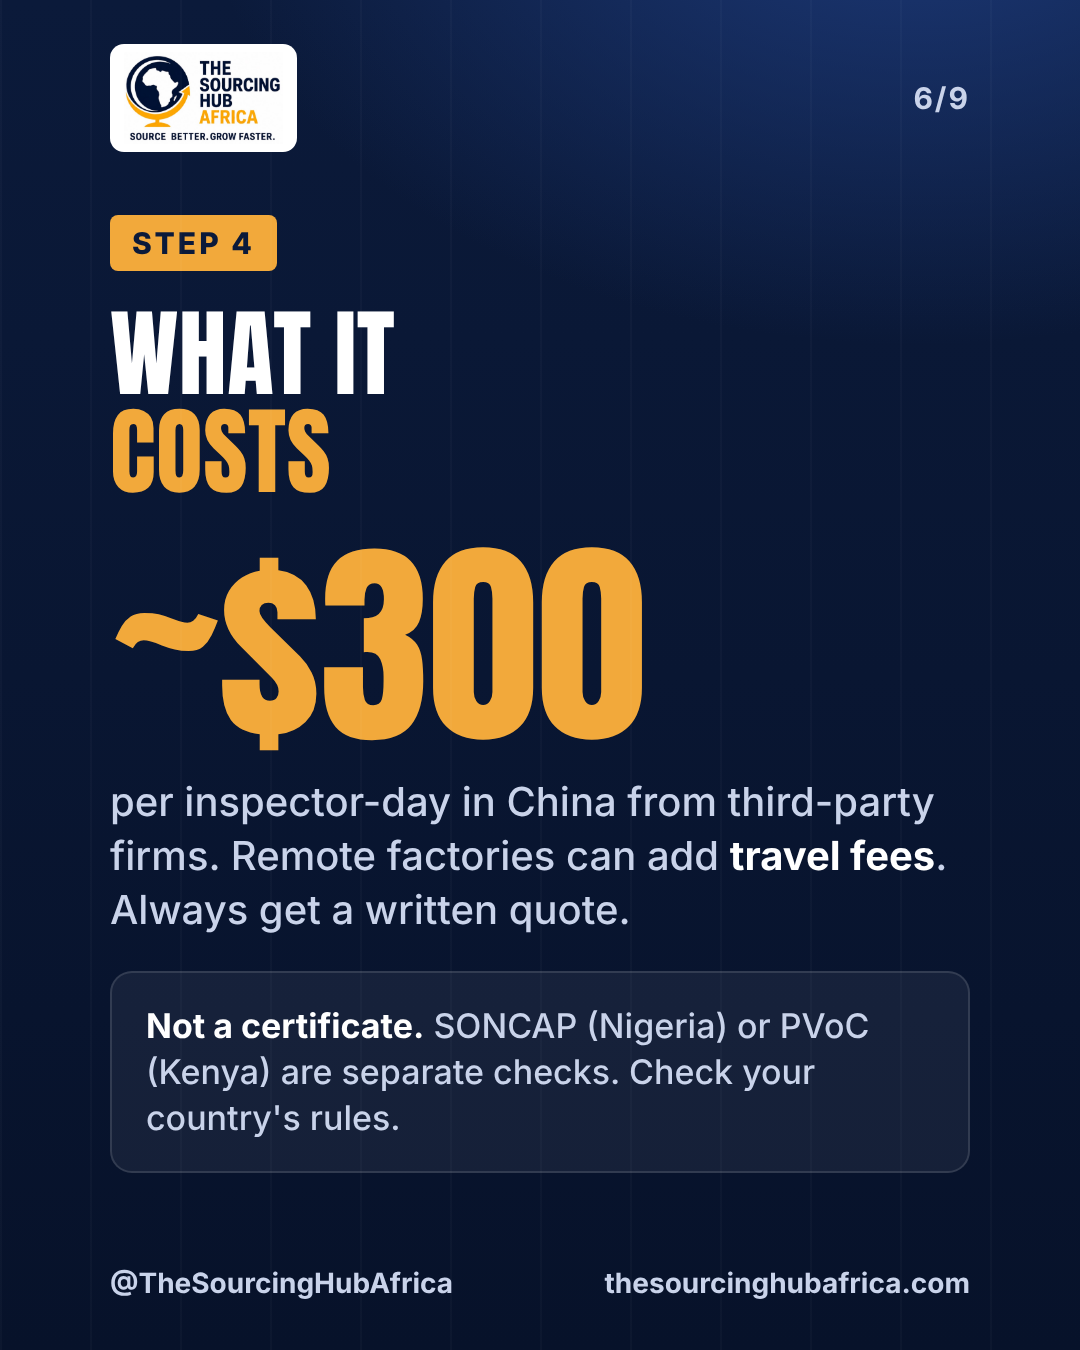 THE
SOURCING
HUB
AFRICA
SOURCE BETTER. GROW FASTER.
6/9
STEP 4
WHAT IT
COSTS
~$300
per inspector-day in China from third-party
firms. Remote factories can add travel fees.
Always get a written quote.
Not a certificate. SONCAP (Nigeria) or PVoC
(Kenya) are separate checks. Check your
country's rules.
@TheSourcingHubAfrica
thesourcinghubafrica.com